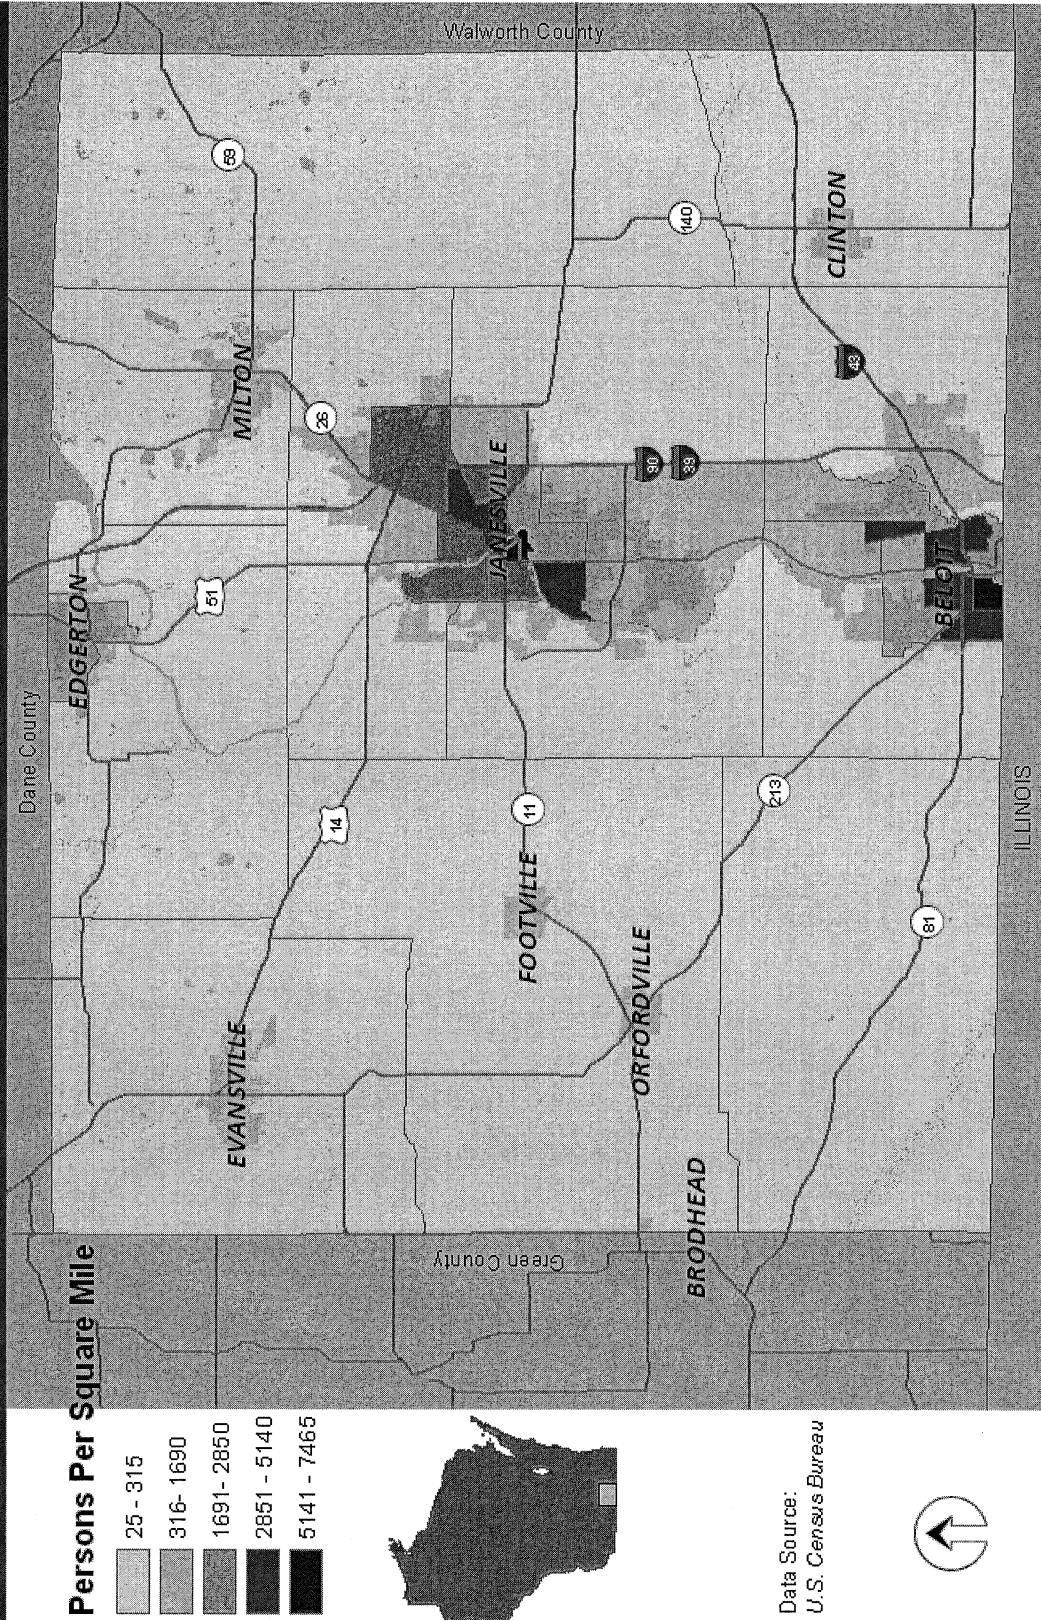 Persons Per Square Mile
25 - 315
316- 1690
1691- 2850
2851 - 5140
5141 - 7465
Data Source:
U.S. Census Bureau
Dane County
Walworth County
Green County
ILLINOIS
EDGERTON
MILTON
EVANSVILLE
JANESVILLE
FOOTVILLE
ORFORDVILLE
BRODHEAD
CLINTON
BELOIT
59
26
51
14
11
140
90
39
43
213
81